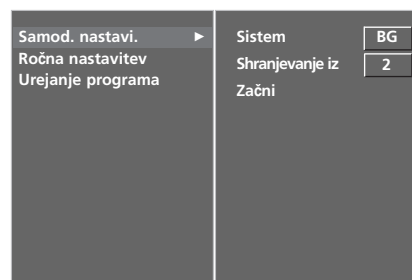 Samod. nastavi. ►
Ročna nastavitev
Urejanje programa
Sistem BG
Shranjevanje iz 2
Začni